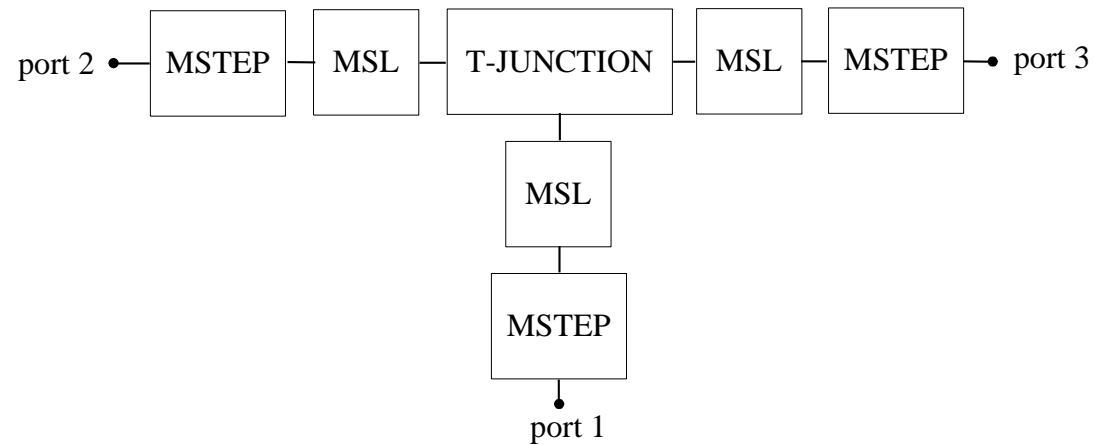 port 2 MSTEP MSL T-JUNCTION MSL MSTEP port 3
MSL
MSTEP
port 1